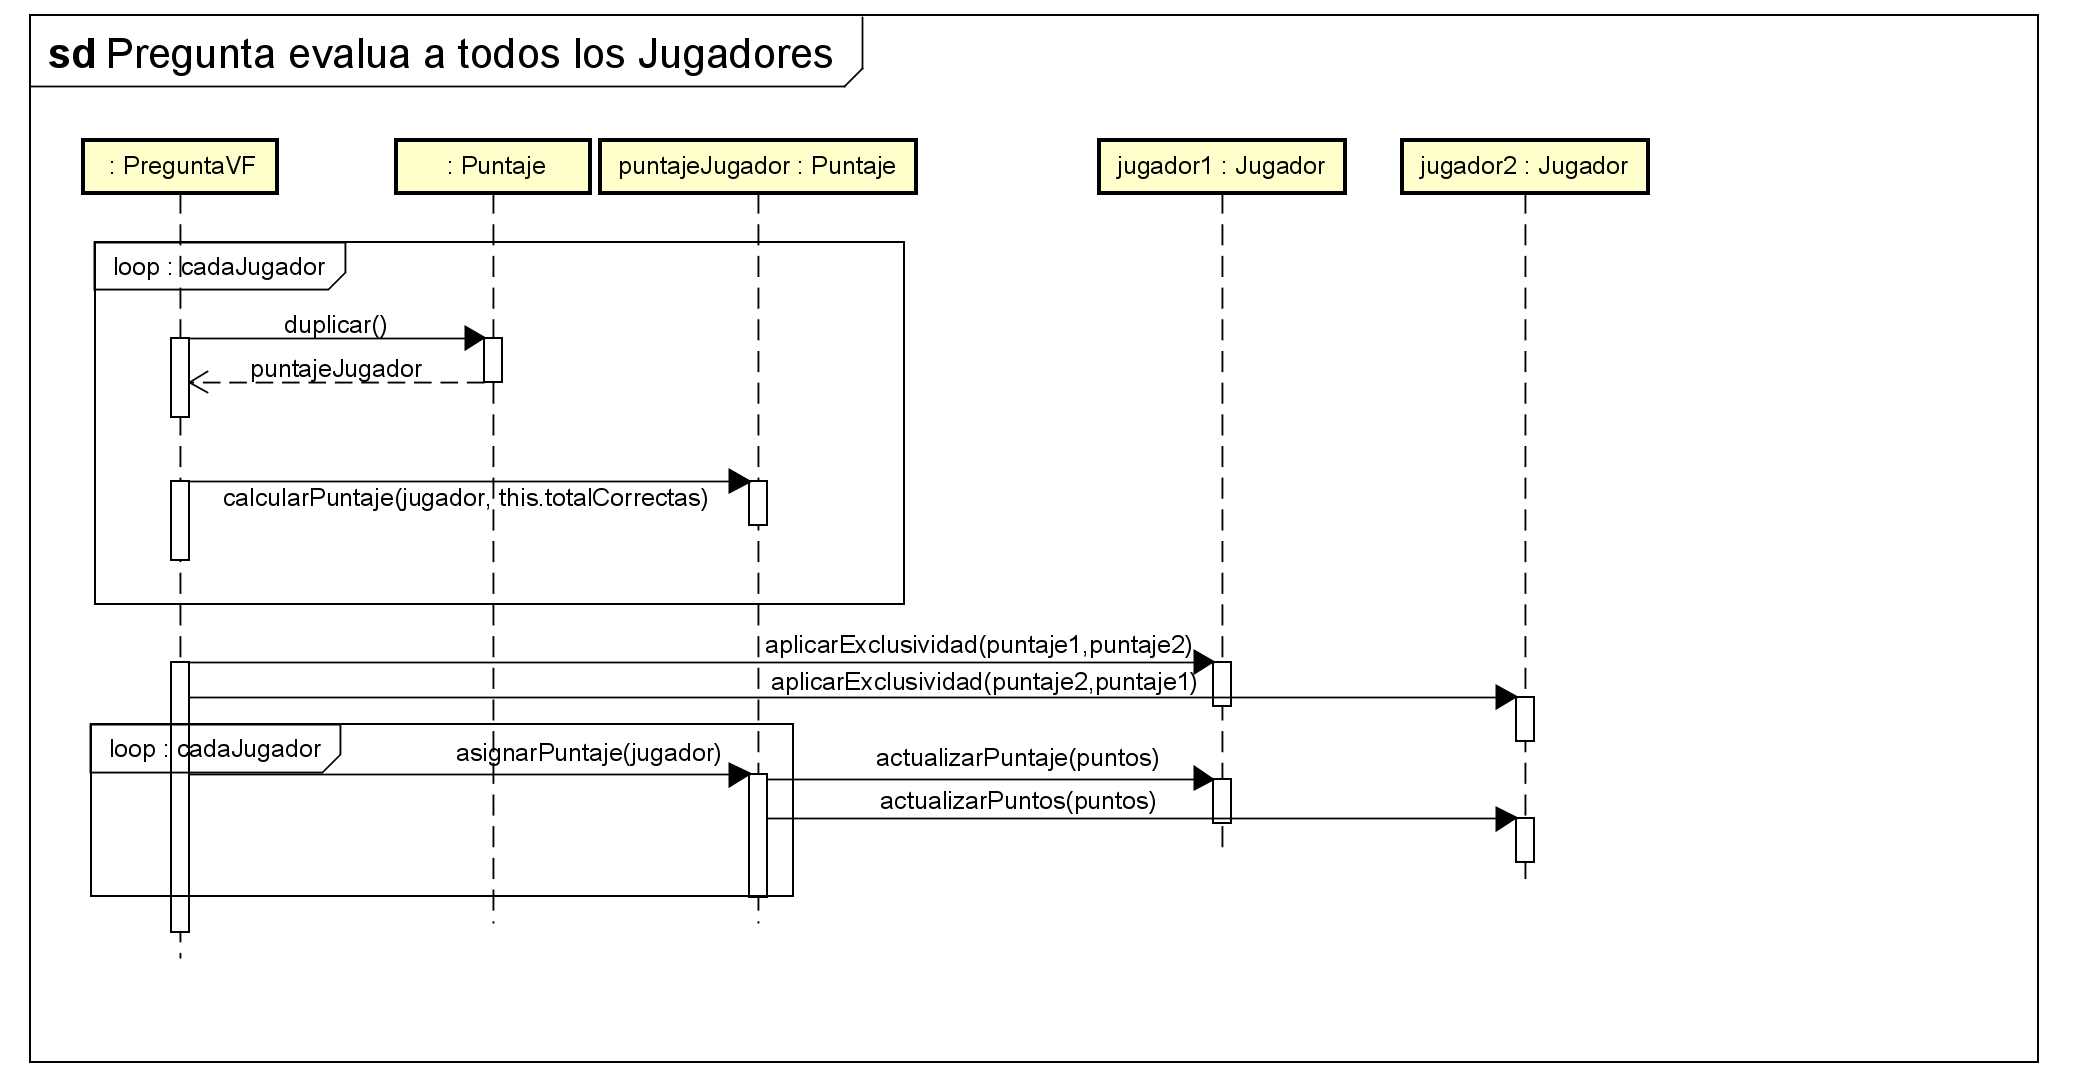 sd Pregunta evalua a todos los Jugadores
: PreguntaVF
: Puntaje
puntajeJugador : Puntaje
jugador1 : Jugador
jugador2 : Jugador
loop : cadaJugador
duplicar()
puntajeJugador
calcularPuntaje(jugador, this.totalCorrectas)
aplicarExclusividad(puntaje1,puntaje2)
aplicarExclusividad(puntaje2,puntaje1)
loop : cadaJugador
asignarPuntaje(jugador)
actualizarPuntaje(puntos)
actualizarPuntos(puntos)